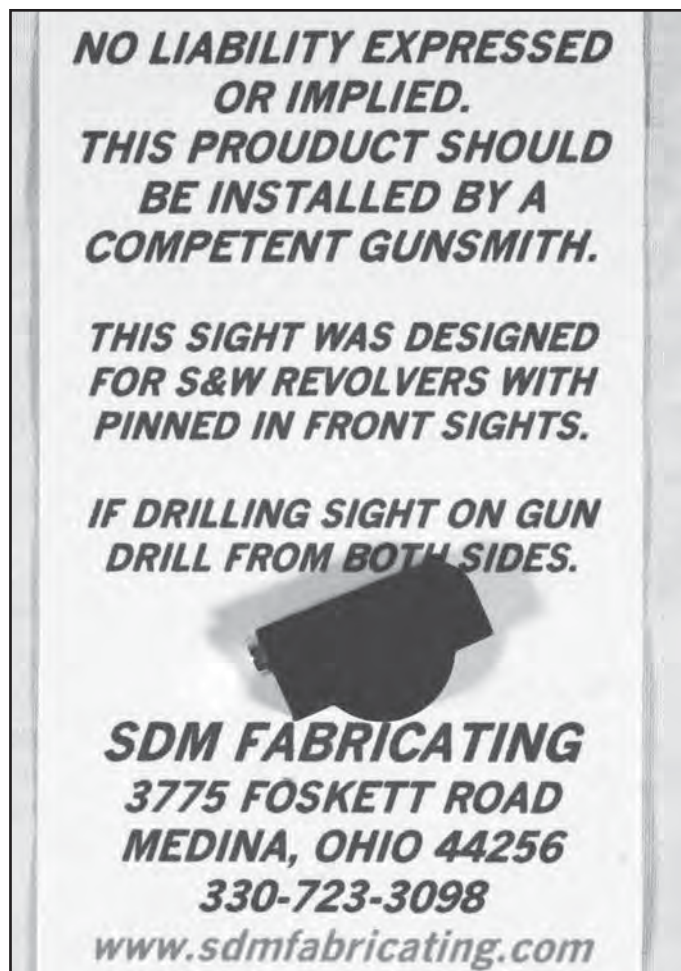 NO LIABILITY EXPRESSED
OR IMPLIED.
THIS PROUDUCT SHOULD
BE INSTALLED BY A
COMPETENT GUNSMITH.
THIS SIGHT WAS DESIGNED
FOR S&W REVOLVERS WITH
PINNED IN FRONT SIGHTS.
IF DRILLING SIGHT ON GUN
DRILL FROM BOTH SIDES.
SDM FABRICATING
3775 FOSKETT ROAD
MEDINA, OHIO 44256
330-723-3098
www.sdmfabricating.com